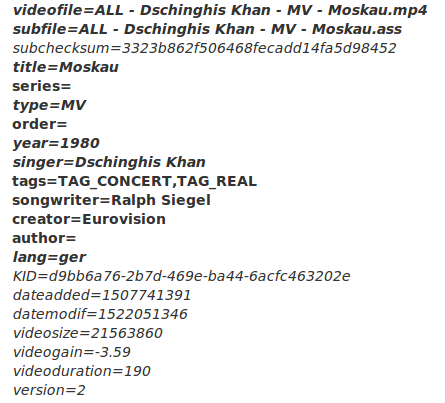 videofile=ALL - Dschinghis Khan - MV - Moskau.mp4
subfile=ALL - Dschinghis Khan - MV - Moskau.ass
subchecksum=3323b862f506468fecadd14fa5d98452
title=Moskau
series=
type=MV
order=
year=1980
singer=Dschinghis Khan
tags=TAG_CONCERT,TAG_REAL
songwriter=Ralph Siegel
creator=Eurovision
author=
lang=ger
KID=d9bb6a76-2b7d-469e-ba44-6acfc463202e
dateadded=1507741391
datemodif=1522051346
videosize=21563860
videogain=-3.59
videoduration=190
version=2